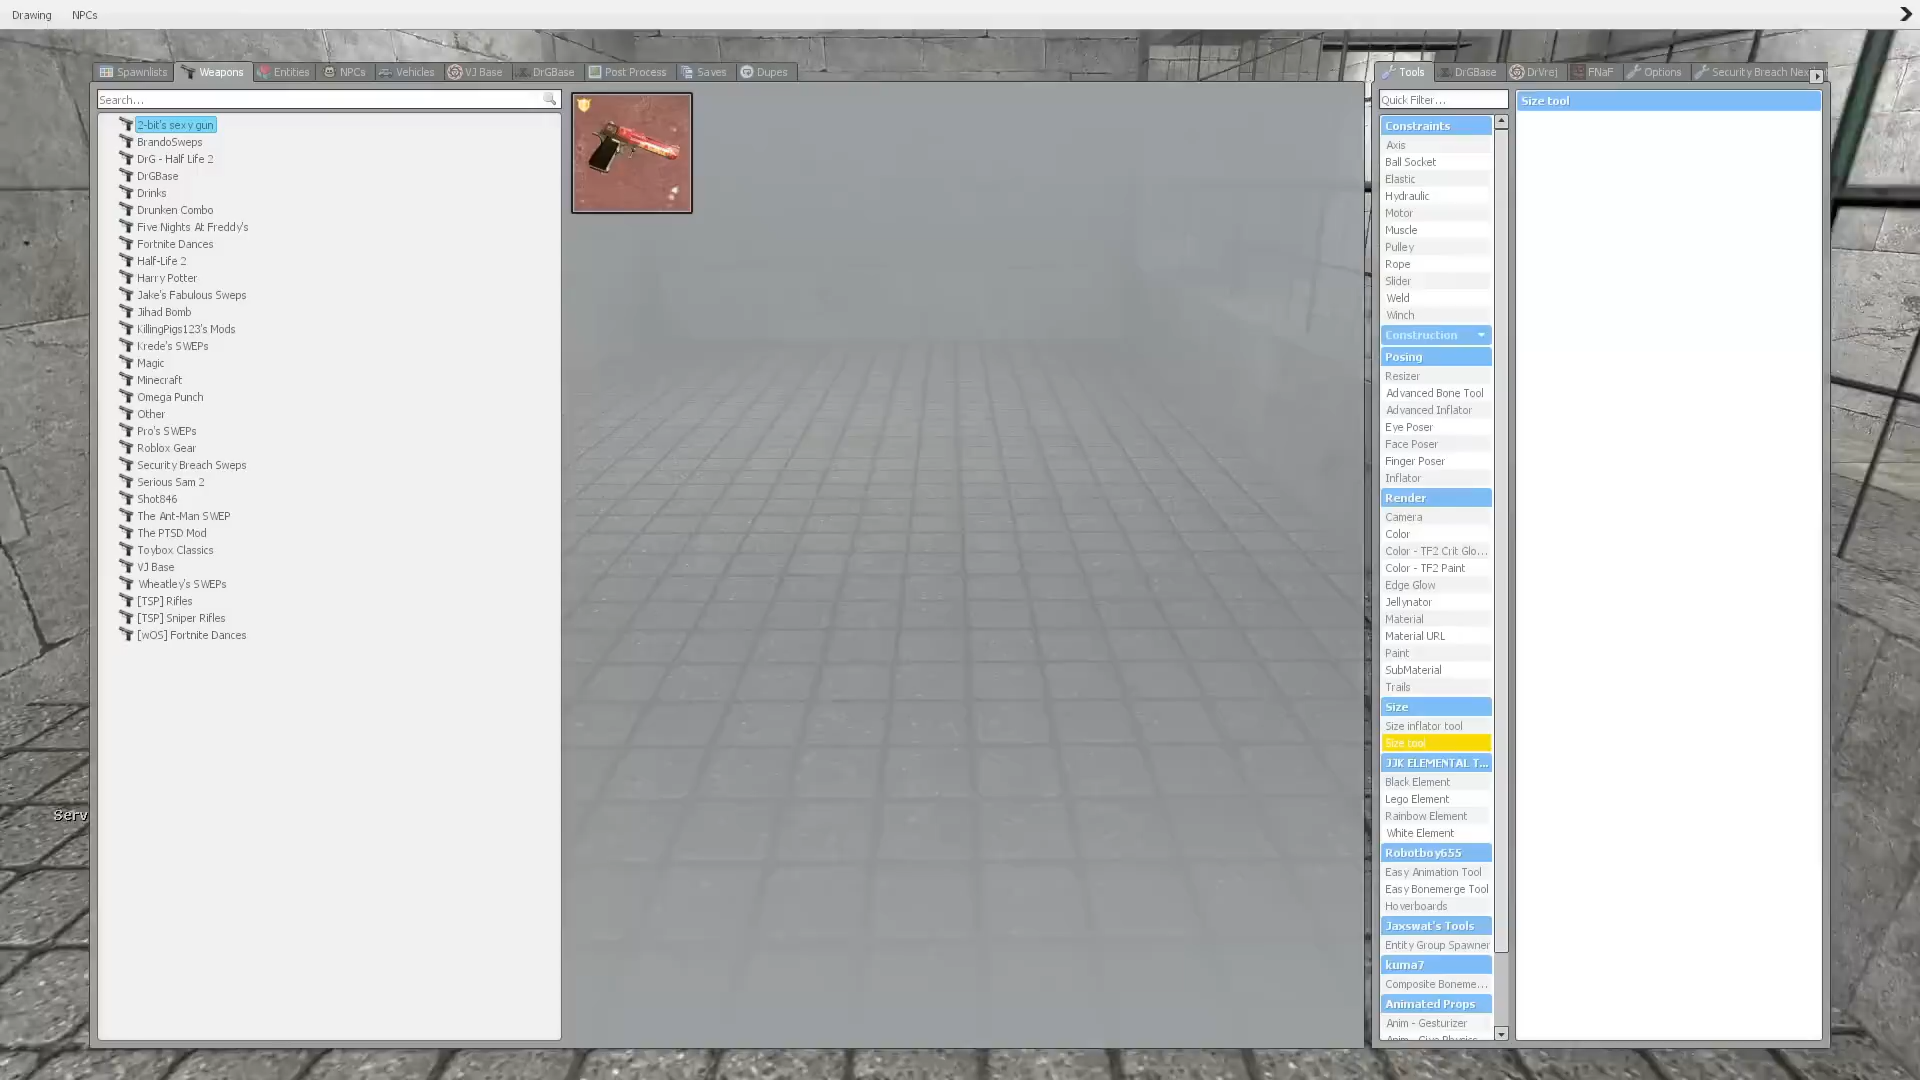 Drawing NPCs
Spawnlists Weapons Entities NPCs Vehicles VJ Base DrGBase Post Process Saves Dupes
Search...
2-bit's sexy gun
BrandoSweps
DrG - Half Life 2
DrGBase
Drinks
Drunken Combo
Five Nights At Freddy's
Fortnite Dances
Half-Life 2
Harry Potter
Jake's Fabulous Sweps
Jihad Bomb
KillingPigs123's Mods
Krede's SWEPs
Magic
Minecraft
Omega Punch
Other
Pro's SWEPs
Roblox Gear
Security Breach Sweps
Serious Sam 2
Shot846
The Ant-Man SWEP
The PTSD Mod
Toybox Classics
VJ Base
Wheatley's SWEPs
[TSP] Rifles
[TSP] Sniper Rifles
[wOS] Fortnite Dances
Serv
Tools DrGBase DrVrej FNaF Options Security Breach Nex
Quick Filter...
Constraints
Axis
Ball Socket
Elastic
Hydraulic
Motor
Muscle
Pulley
Rope
Slider
Weld
Winch
Construction
Posing
Resizer
Advanced Bone Tool
Advanced Inflator
Eye Poser
Face Poser
Finger Poser
Inflator
Render
Camera
Color
Color - TF2 Crit Glo...
Color - TF2 Paint
Edge Glow
Jellynator
Material
Material URL
Paint
SubMaterial
Trails
Size
Size inflator tool
Size tool
JJK ELEMENTAL T...
Black Element
Lego Element
Rainbow Element
White Element
Robotboy655
Easy Animation Tool
Easy Bonemerge Tool
Hoverboards
Jaxswat's Tools
Entity Group Spawner
kuma7
Composite Boneme...
Animated Props
Anim - Gesturizer
Size tool